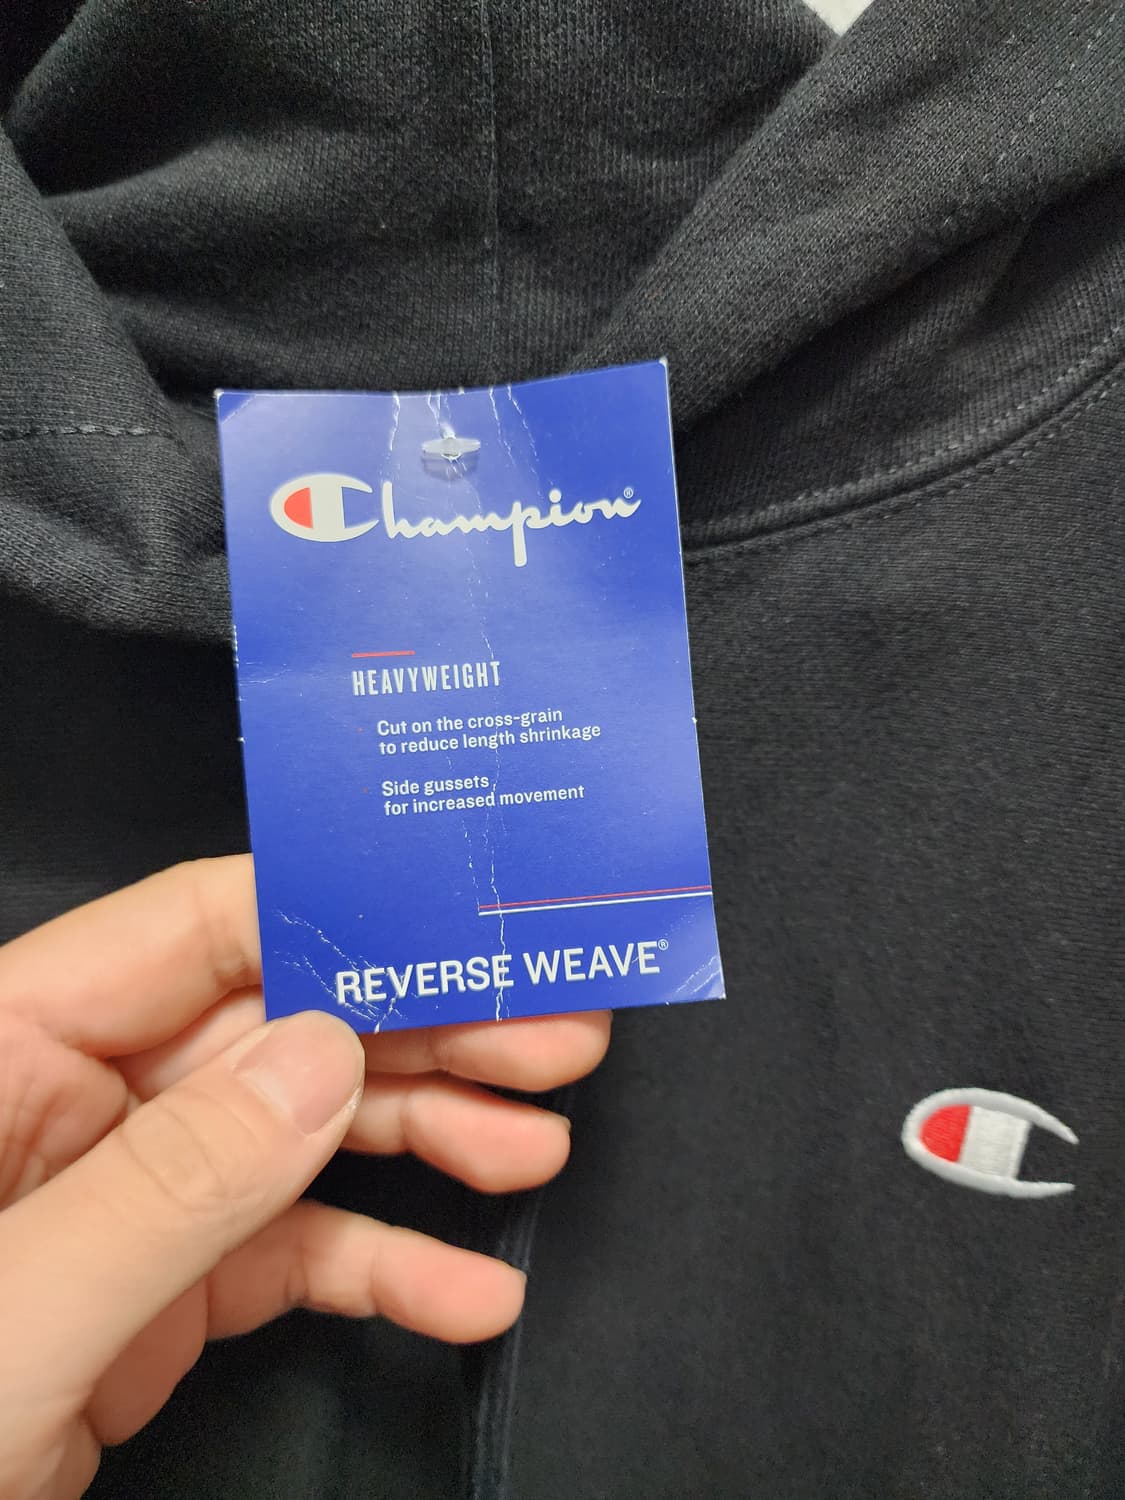 Champion®
HEAVYWEIGHT
Cut on the cross-grain
to reduce length shrinkage
Side gussets
for increased movement
REVERSE WEAVE®